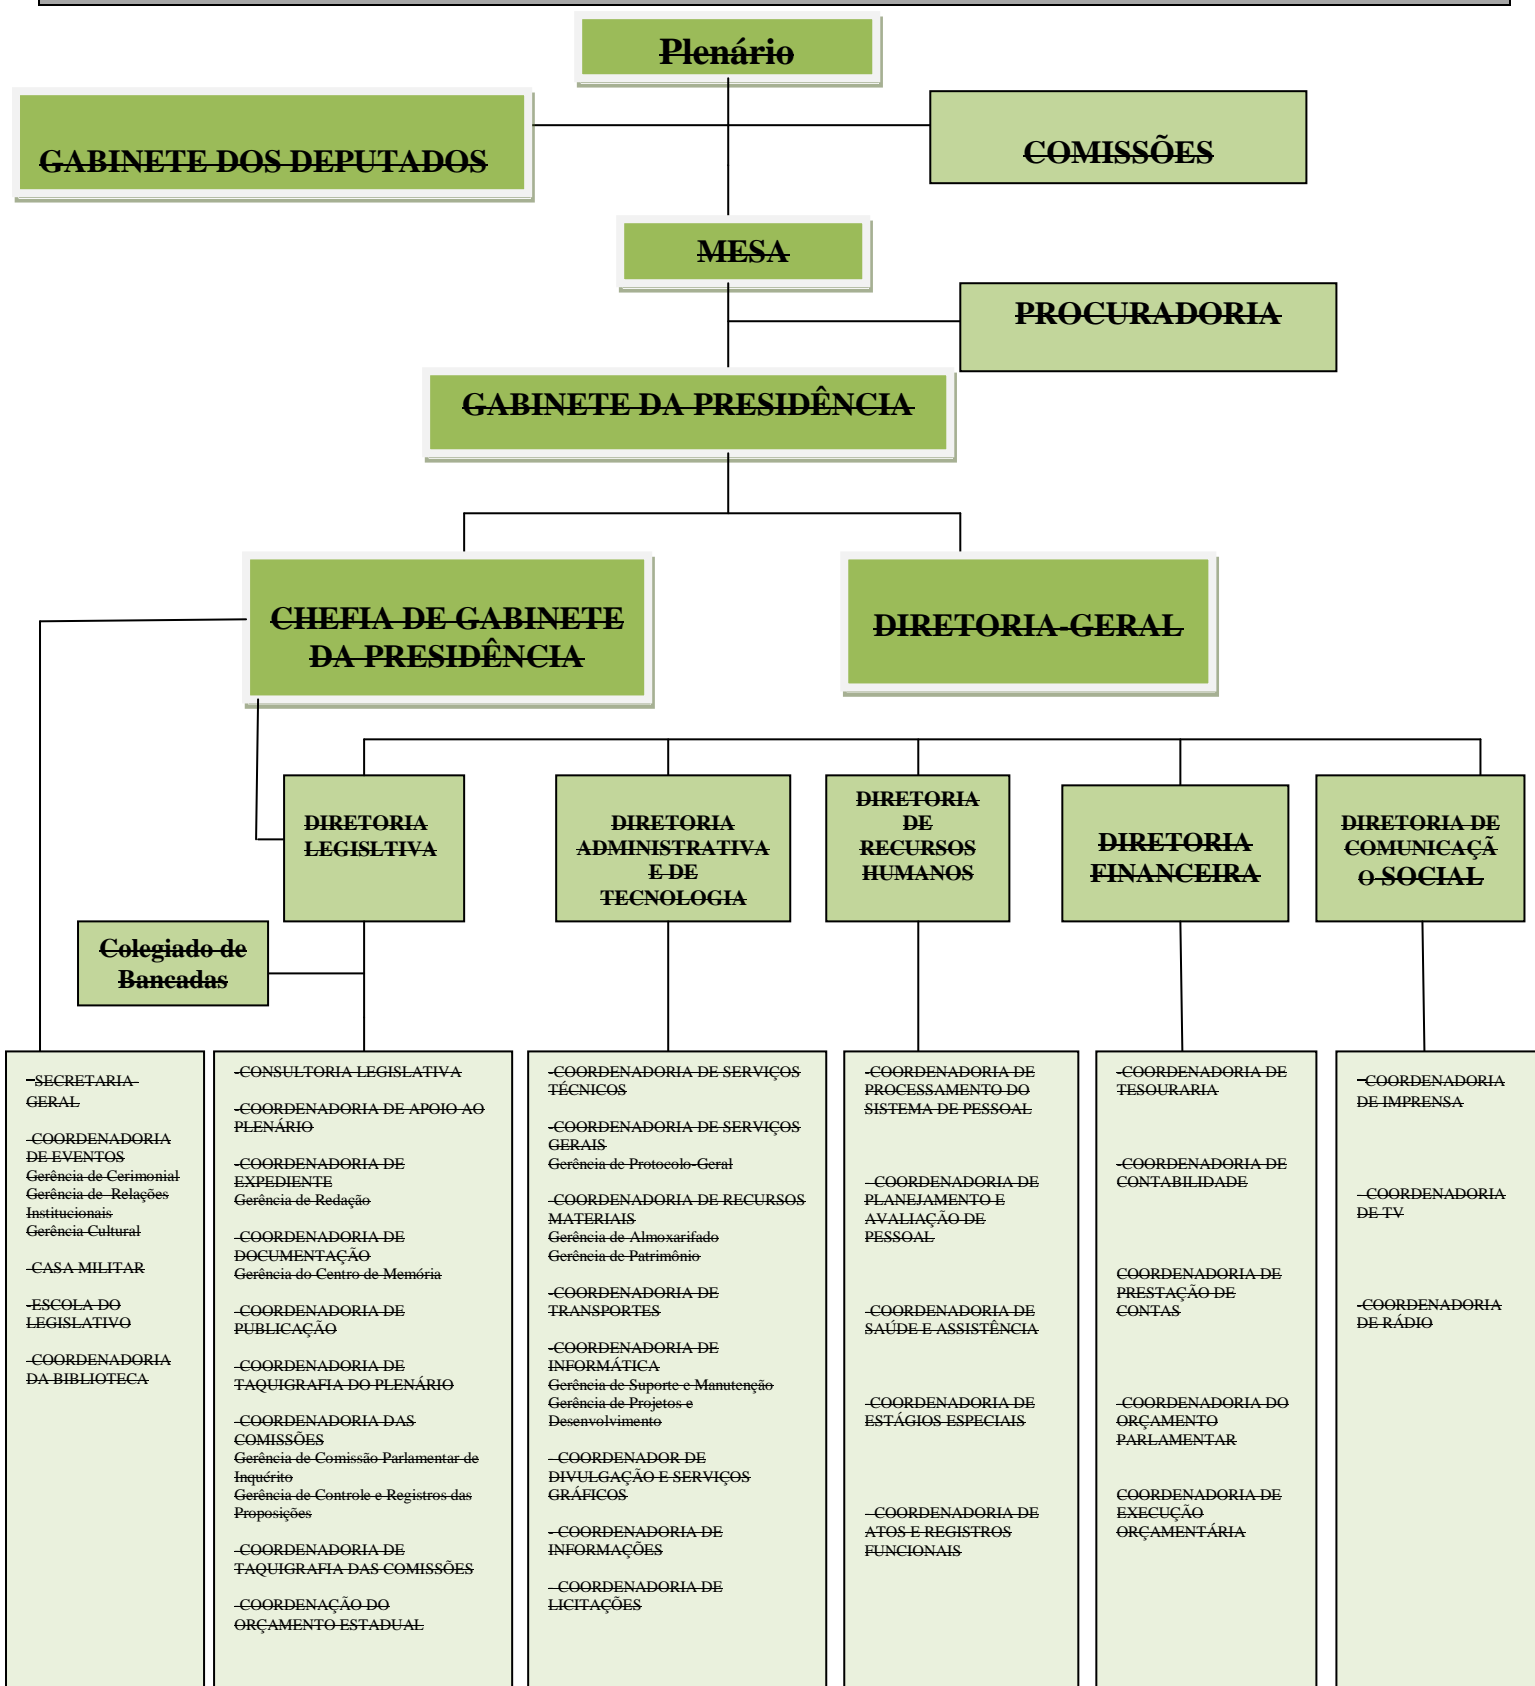 Plenário
GABINETE DOS DEPUTADOS
COMISSÕES
MESA
PROCURADORIA
GABINETE DA PRESIDÊNCIA
CHEFIA DE GABINETE
DA PRESIDÊNCIA
DIRETORIA-GERAL
DIRETORIA
LEGISLTIVA
DIRETORIA
ADMINISTRATIVA
E DE
TECNOLOGIA
DIRETORIA
DE
RECURSOS
HUMANOS
DIRETORIA
FINANCEIRA
DIRETORIA DE
COMUNICAÇÃ
O SOCIAL
Colegiado de
Bancadas
-SECRETARIA-
GERAL
-COORDENADORIA
DE EVENTOS
Gerência de Cerimonial
Gerência de  Relações
Institucionais
Gerência Cultural
-CASA MILITAR
-ESCOLA DO
LEGISLATIVO
-COORDENADORIA
DA BIBLIOTECA
-CONSULTORIA LEGISLATIVA
-COORDENADORIA DE APOIO AO
PLENÁRIO
-COORDENADORIA DE
EXPEDIENTE
Gerência de Redação
-COORDENADORIA DE
DOCUMENTAÇÃO
Gerência do Centro de Memória
-COORDENADORIA DE
PUBLICAÇÃO
-COORDENADORIA DE
TAQUIGRAFIA DO PLENÁRIO
-COORDENADORIA DAS
COMISSÕES
Gerência de Comissão Parlamentar de
Inquérito
Gerência de Controle e Registros das
Proposições
-COORDENADORIA DE
TAQUIGRAFIA DAS COMISSÕES
-COORDENAÇÃO DO
ORÇAMENTO ESTADUAL
-COORDENADORIA DE SERVIÇOS
TÉCNICOS
-COORDENADORIA DE SERVIÇOS
GERAIS
Gerência de Protocolo-Geral
-COORDENADORIA DE RECURSOS
MATERIAIS
Gerência de Almoxarifado
Gerência de Patrimônio
-COORDENADORIA DE
TRANSPORTES
-COORDENADORIA DE
INFORMÁTICA
Gerência de Suporte e Manutenção
Gerência de Projetos e
Desenvolvimento
- COORDENADOR DE
DIVULGAÇÃO E SERVIÇOS
GRÁFICOS
- COORDENADORIA DE
INFORMAÇÕES
- COORDENADORIA DE
LICITAÇÕES
-COORDENADORIA DE
PROCESSAMENTO DO
SISTEMA DE PESSOAL
- COORDENADORIA DE
PLANEJAMENTO E
AVALIAÇÃO DE
PESSOAL
-COORDENADORIA DE
SAÚDE E ASSISTÊNCIA
-COORDENADORIA DE
ESTÁGIOS ESPECIAIS
- COORDENADORIA DE
ATOS E REGISTROS
FUNCIONAIS
-COORDENADORIA DE
TESOURARIA
-COORDENADORIA DE
CONTABILIDADE
COORDENADORIA DE
PRESTAÇÃO DE
CONTAS
-COORDENADORIA DO
ORÇAMENTO
PARLAMENTAR
COORDENADORIA DE
EXECUÇÃO
ORÇAMENTÁRIA
-COORDENADORIA
DE IMPRENSA
- COORDENADORIA
DE TV
-COORDENADORIA
DE RÁDIO